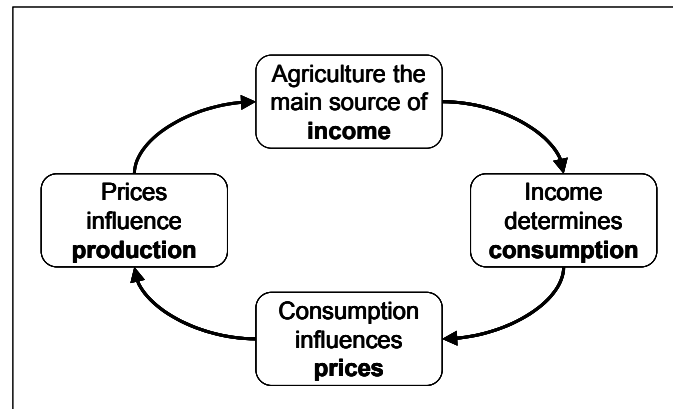 Agriculture the
main source of
income
Income
determines
consumption
Consumption
influences
prices
Prices
influence
production